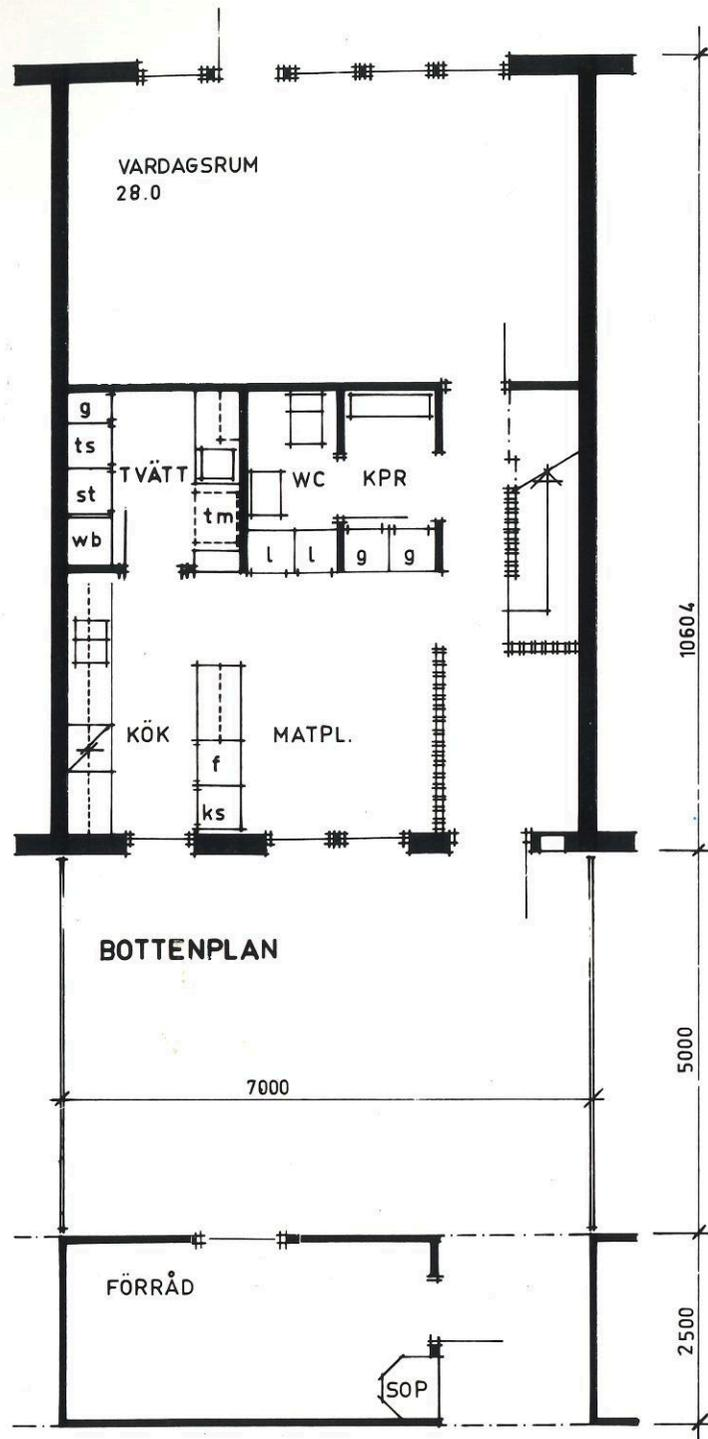 VARDAGSRUM
28.0
g
ts
st
wb
TVÄTT
tm
WC
KPR
l l g g
10604
KÖK
MATPL.
f
ks
BOTTENPLAN
5000
7000
FÖRRÅD
2500
SOP